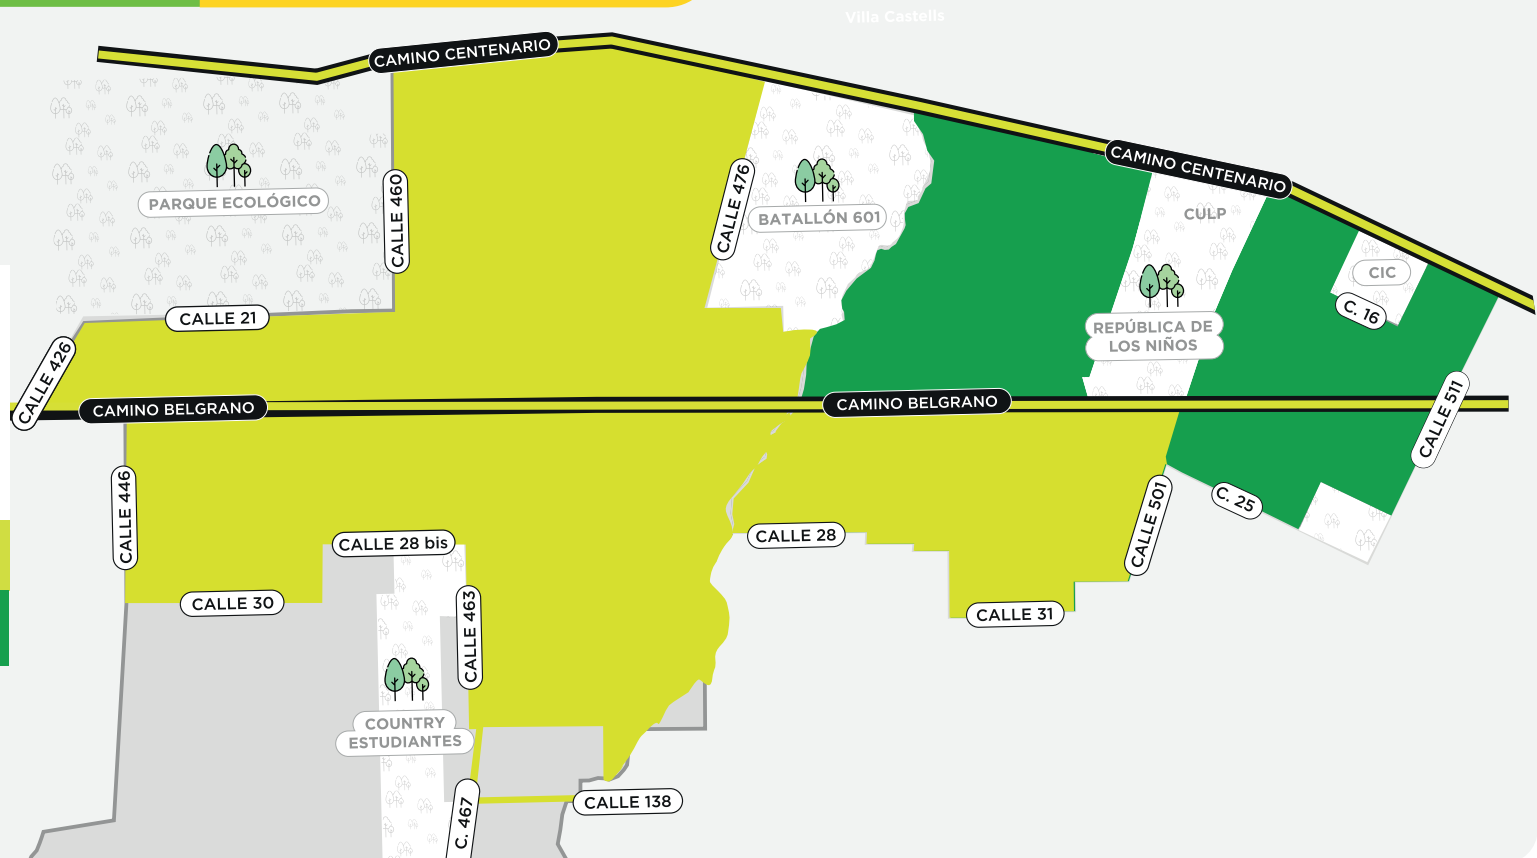 Villa Castells
CAMINO CENTENARIO
CAMINO CENTENARIO
PARQUE ECOLÓGICO
CALLE 460
CALLE 476
BATALLÓN 601
CULP
CIC
C. 16
CALLE 21
REPÚBLICA DE
LOS NIÑOS
CALLE 426
CAMINO BELGRANO
CAMINO BELGRANO
CALLE 511
CALLE 446
CALLE 28 bis
CALLE 28
CALLE 501
C. 25
CALLE 30
CALLE 463
CALLE 31
COUNTRY
ESTUDIANTES
C. 467
CALLE 138